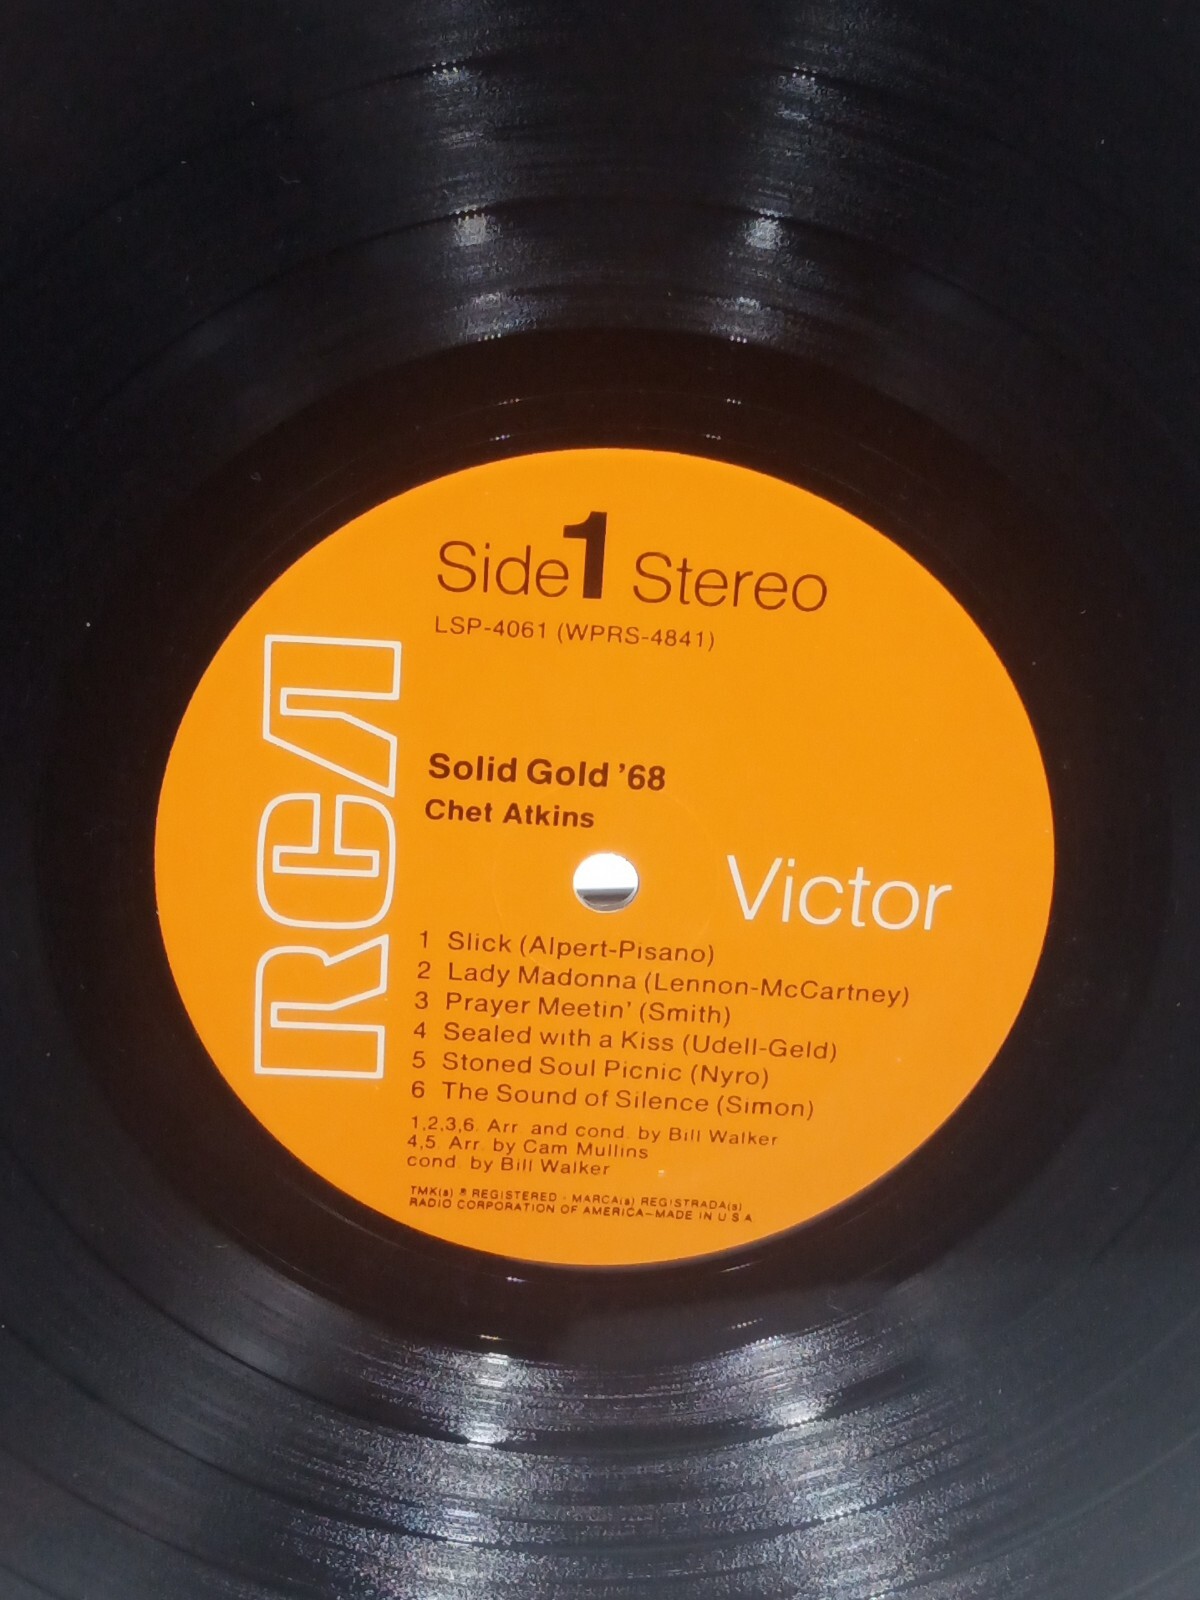 Side 1 Stereo
LSP-4061 (WPRS-4841)
RCA
Solid Gold ’68
Chet Atkins
Victor
1 Slick (Alpert-Pisano)
2 Lady Madonna (Lennon-McCartney)
3 Prayer Meetin’ (Smith)
4 Sealed with a Kiss (Udell-Geld)
5 Stoned Soul Picnic (Nyro)
6 The Sound of Silence (Simon)
1,2,3,6. Arr. and cond. by Bill Walker
4,5. Arr. by Cam Mullins
cond. by Bill Walker
TMK(s) ® REGISTERED · MARCA(s) REGISTRADA(s)
RADIO CORPORATION OF AMERICA—MADE IN U.S.A.